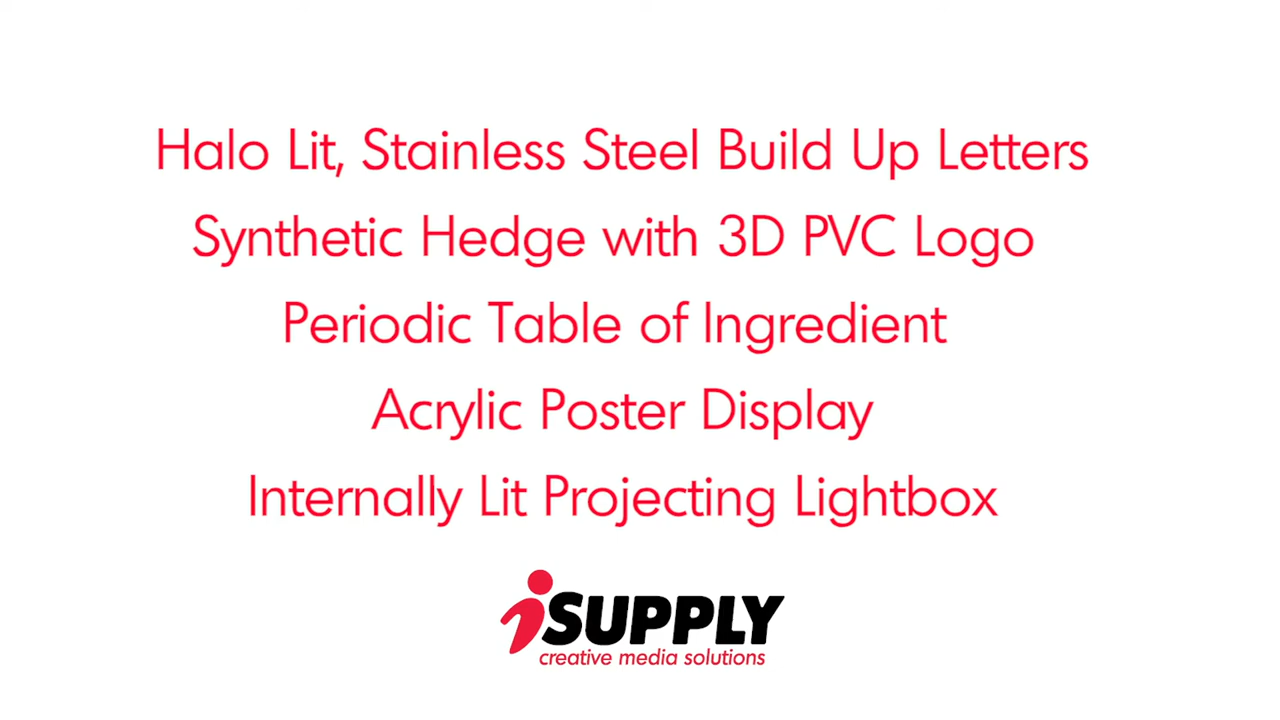 Halo Lit, Stainless Steel Build Up Letters
Synthetic Hedge with 3D PVC Logo
Periodic Table of Ingredient
Acrylic Poster Display
Internally Lit Projecting Lightbox
iSUPPLY
creative media solutions